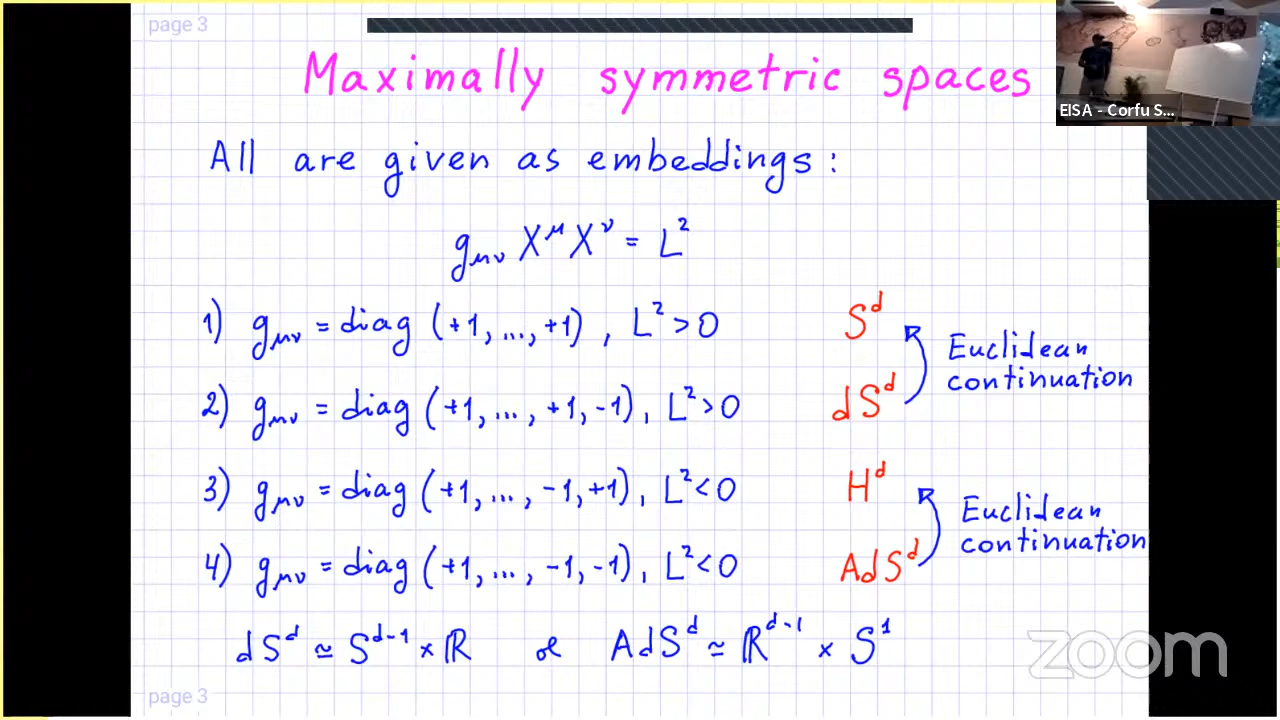 page 3
Maximally symmetric spaces
EISA - Corfu S...
All are given as embeddings:
g_{μν} X^μ X^ν = L²
1) g_{μν} = diag (+1, ..., +1), L² > 0 S^d
Euclidean
continuation
2) g_{μν} = diag (+1, ..., +1, -1), L² > 0 dS^d
3) g_{μν} = diag (+1, ..., -1, +1), L² < 0 H^d
Euclidean
continuation
4) g_{μν} = diag (+1, ..., -1, -1), L² < 0 AdS^d
dS^d ≃ S^{d-1} × ℝ or AdS^d ≃ ℝ^{d-1} × S^1
zoom
page 3